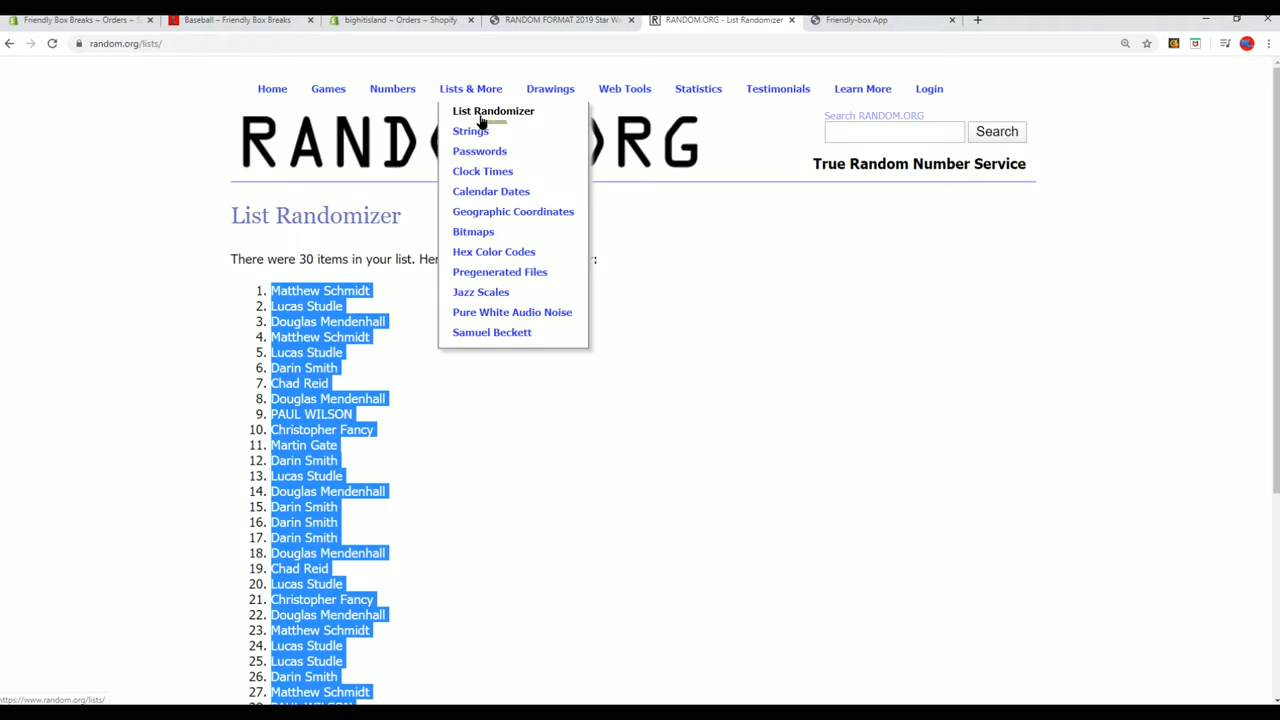 Friendly Box Breaks ~ Orders ~ S
Baseball – Friendly Box Breaks
bighitisland ~ Orders ~ Shopify
RANDOM FORMAT 2019 Star Wa
RANDOM.ORG - List Randomizer
Friendly-box App
random.org/lists/
Home Games Numbers Lists & More Drawings Web Tools Statistics Testimonials Learn More Login
List Randomizer
Strings
Passwords
Clock Times
Calendar Dates
Geographic Coordinates
Bitmaps
Hex Color Codes
Pregenerated Files
Jazz Scales
Pure White Audio Noise
Samuel Beckett
Search RANDOM.ORG
Search
True Random Number Service
List Randomizer
There were 30 items in your list. Her
:
1. Matthew Schmidt
2. Lucas Studle
3. Douglas Mendenhall
4. Matthew Schmidt
5. Lucas Studle
6. Darin Smith
7. Chad Reid
8. Douglas Mendenhall
9. PAUL WILSON
10. Christopher Fancy
11. Martin Gate
12. Darin Smith
13. Lucas Studle
14. Douglas Mendenhall
15. Darin Smith
16. Darin Smith
17. Darin Smith
18. Douglas Mendenhall
19. Chad Reid
20. Lucas Studle
21. Christopher Fancy
22. Douglas Mendenhall
23. Matthew Schmidt
24. Lucas Studle
25. Lucas Studle
26. Darin Smith
27. Matthew Schmidt
https://www.random.org/lists/